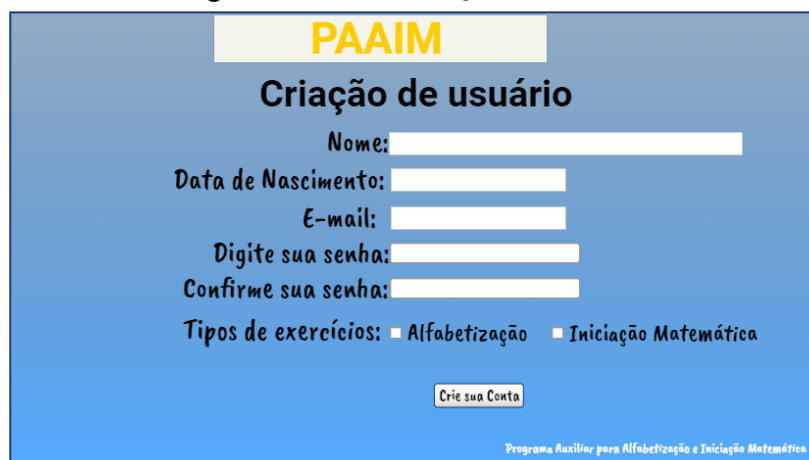 PAAIM
Criação de usuário
Nome:
Data de Nascimento:
E-mail:
Digite sua senha:
Confirme sua senha:
Tipos de exercícios: Alfabetização Iniciação Matemática
Crie sua Conta
Programa Auxiliar para Alfabetização e Iniciação Matemática